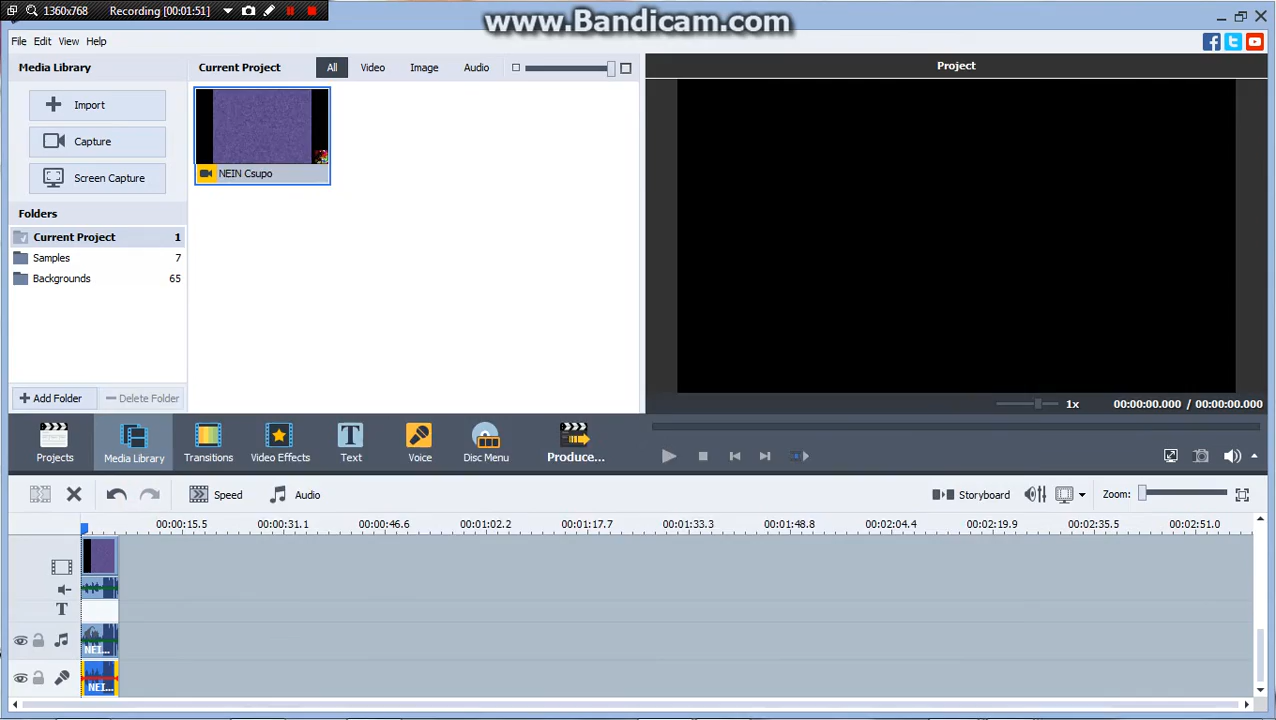 1360x768 Recording [00:01:51]
www.Bandicam.com
File Edit View Help
Media Library Current Project All Video Image Audio Project
Import
Capture
NEIN Csupo
Screen Capture
Folders
Current Project 1
Samples 7
Backgrounds 65
Add Folder Delete Folder 1x 00:00:00.000 / 00:00:00.000
Projects Media Library Transitions Video Effects Text Voice Disc Menu Produce...
Speed Audio Storyboard Zoom:
00:00:15.5 00:00:31.1 00:00:46.6 00:01:02.2 00:01:17.7 00:01:33.3 00:01:48.8 00:02:04.4 00:02:19.9 00:02:35.5 00:02:51.0
T
NEI...
NEI...